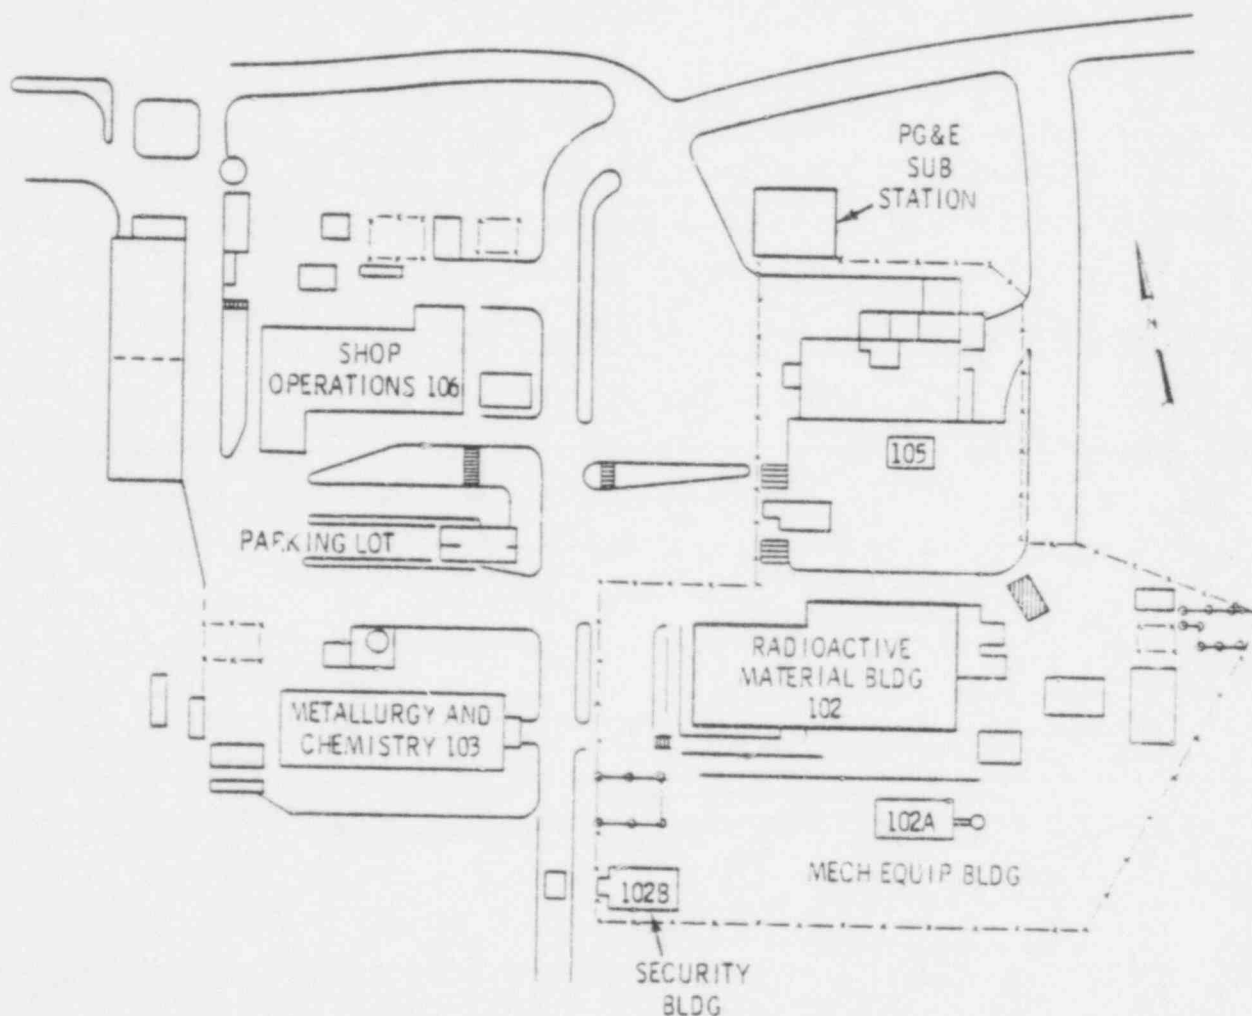 PG&E
SUB
STATION
SHOP
OPERATIONS 106
105
PARKING LOT
RADIOACTIVE
MATERIAL BLDG
102
METALLURGY AND
CHEMISTRY 103
102A
MECH EQUIP BLDG
102B
SECURITY
BLDG
N